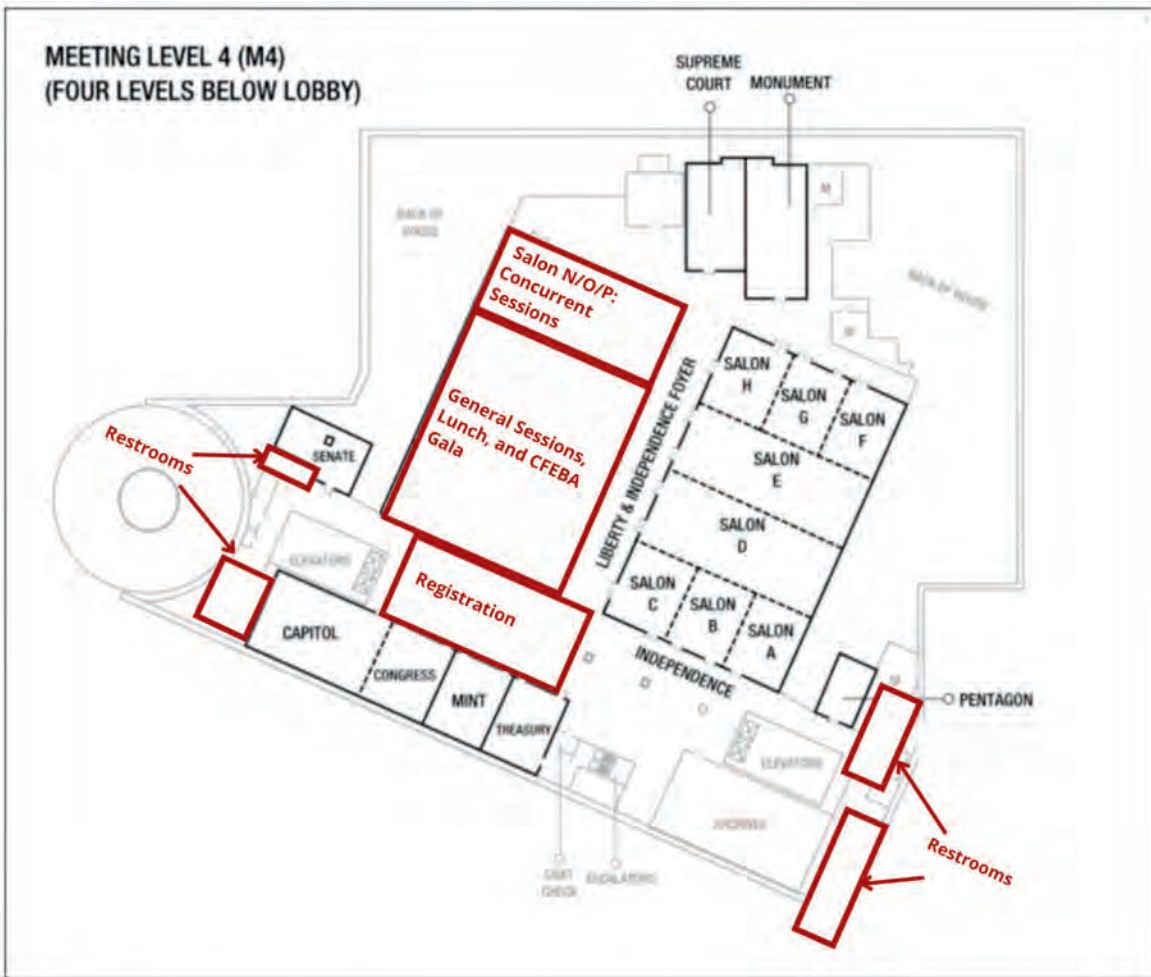 MEETING LEVEL 4 (M4)
(FOUR LEVELS BELOW LOBBY)
SUPREME
COURT
MONUMENT
M
BACK OF
HOUSE
BACK OF HOUSE
Salon N/O/P:
Concurrent
Sessions
General Sessions,
Lunch, and CFEBA
Gala
Registration
LIBERTY & INDEPENDENCE FOYER
SALON
H
SALON
G
SALON
F
SALON
E
SALON
D
SALON
C
SALON
B
SALON
A
INDEPENDENCE
Restrooms
SENATE
ELEVATORS
CAPITOL
CONGRESS
MINT
TREASURY
PENTAGON
ELEVATORS
ARCHIVES
COAT
CHECK
ESCALATORS
Restrooms